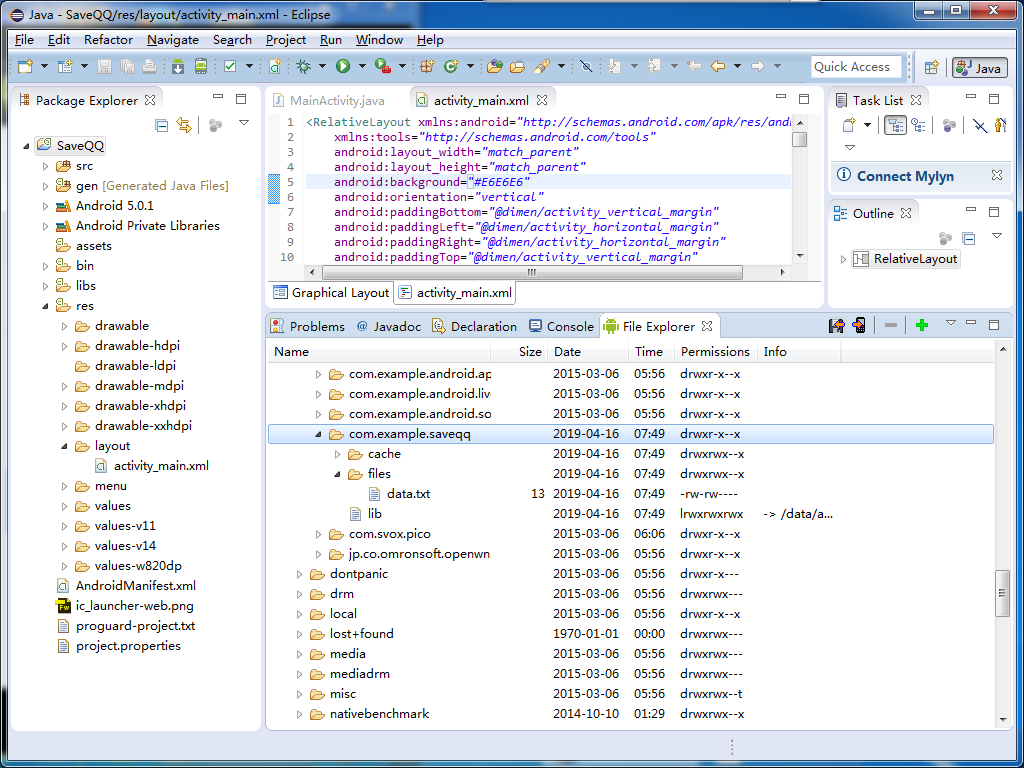 Java - SaveQQ/res/layout/activity_main.xml - Eclipse
File Edit Refactor Navigate Search Project Run Window Help
Quick Access
Java
Package Explorer
SaveQQ
src
gen [Generated Java Files]
Android 5.0.1
Android Private Libraries
assets
bin
libs
res
drawable
drawable-hdpi
drawable-ldpi
drawable-mdpi
drawable-xhdpi
drawable-xxhdpi
layout
activity_main.xml
menu
values
values-v11
values-v14
values-w820dp
AndroidManifest.xml
ic_launcher-web.png
proguard-project.txt
project.properties
MainActivity.java activity_main.xml
1 <RelativeLayout xmlns:android="http://schemas.android.com/apk/res/and
2 xmlns:tools="http://schemas.android.com/tools"
3 android:layout_width="match_parent"
4 android:layout_height="match_parent"
5 android:background="#E6E6E6"
6 android:orientation="vertical"
7 android:paddingBottom="@dimen/activity_vertical_margin"
8 android:paddingLeft="@dimen/activity_horizontal_margin"
9 android:paddingRight="@dimen/activity_horizontal_margin"
10 android:paddingTop="@dimen/activity_vertical_margin"
Graphical Layout activity_main.xml
Task List
Connect Mylyn
Outline
RelativeLayout
Problems @ Javadoc Declaration Console File Explorer
Name Size Date Time Permissions Info
com.example.android.ap 2015-03-06 05:56 drwxr-x--x
com.example.android.liv 2015-03-06 05:56 drwxr-x--x
com.example.android.so 2015-03-06 05:56 drwxr-x--x
com.example.saveqq 2019-04-16 07:49 drwxr-x--x
cache 2019-04-16 07:49 drwxrwx--x
files 2019-04-16 07:49 drwxrwx--x
data.txt 13 2019-04-16 07:49 -rw-rw----
lib 2019-04-16 07:49 lrwxrwxrwx -> /data/a...
com.svox.pico 2015-03-06 06:06 drwxr-x--x
jp.co.omronsoft.openwn 2015-03-06 05:56 drwxr-x--x
dontpanic 2015-03-06 05:56 drwxr-x---
drm 2015-03-06 05:56 drwxrwx---
local 2015-03-06 05:56 drwxr-x--x
lost+found 1970-01-01 00:00 drwxrwx---
media 2015-03-06 05:56 drwxrwx---
mediadrm 2015-03-06 05:56 drwxrwx---
misc 2015-03-06 05:56 drwxrwx--t
nativebenchmark 2014-10-10 01:29 drwxrwx--x